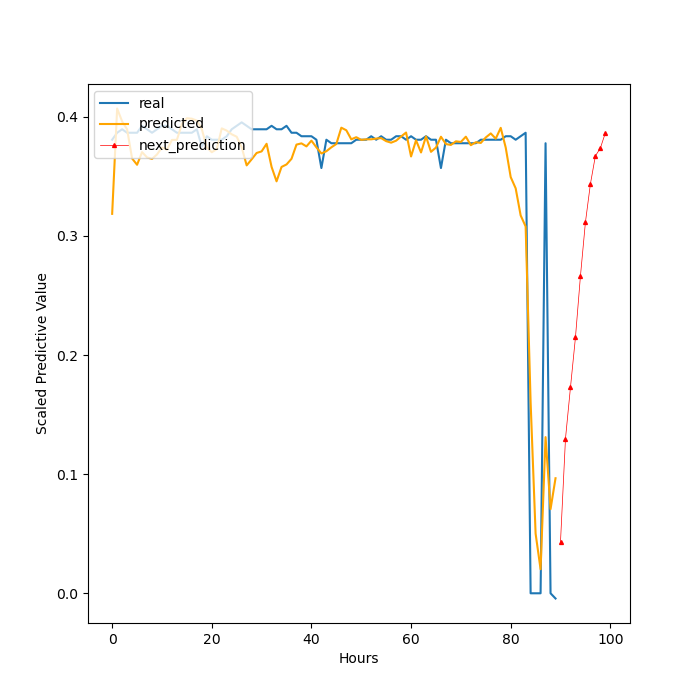 real
predicted
next_prediction
0.4
0.3
0.2
0.1
0.0
Scaled Predictive Value
0 20 40 60 80 100
Hours